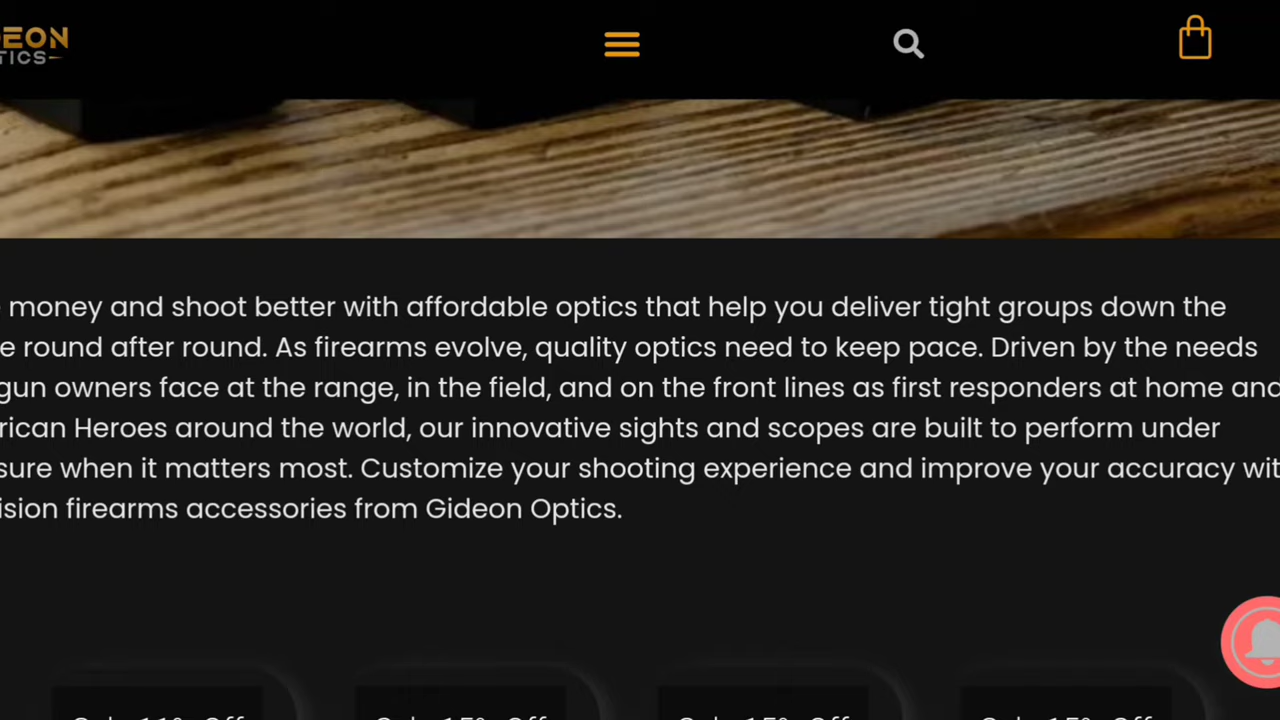 EON
TICS
money and shoot better with affordable optics that help you deliver tight groups down the
e round after round. As firearms evolve, quality optics need to keep pace. Driven by the needs
gun owners face at the range, in the field, and on the front lines as first responders at home and
rican Heroes around the world, our innovative sights and scopes are built to perform under
sure when it matters most. Customize your shooting experience and improve your accuracy wit
ision firearms accessories from Gideon Optics.